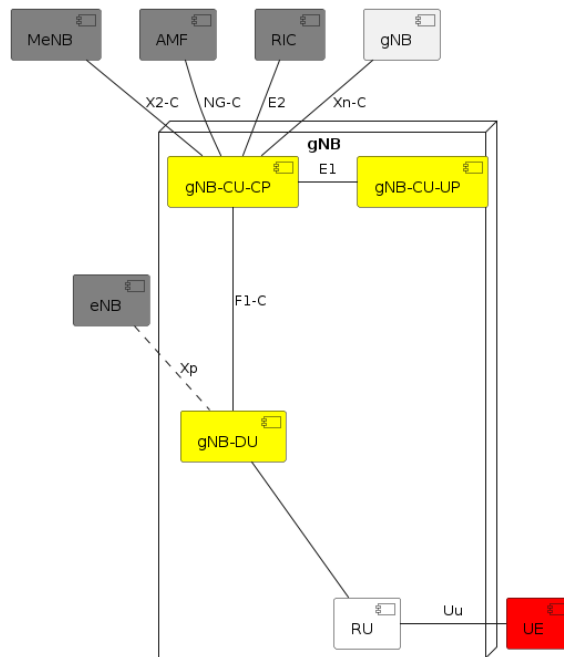 MeNB
AMF
RIC
gNB
X2-C
NG-C
E2
Xn-C
gNB
gNB-CU-CP
E1
gNB-CU-UP
eNB
F1-C
Xp
gNB-DU
RU
Uu
UE